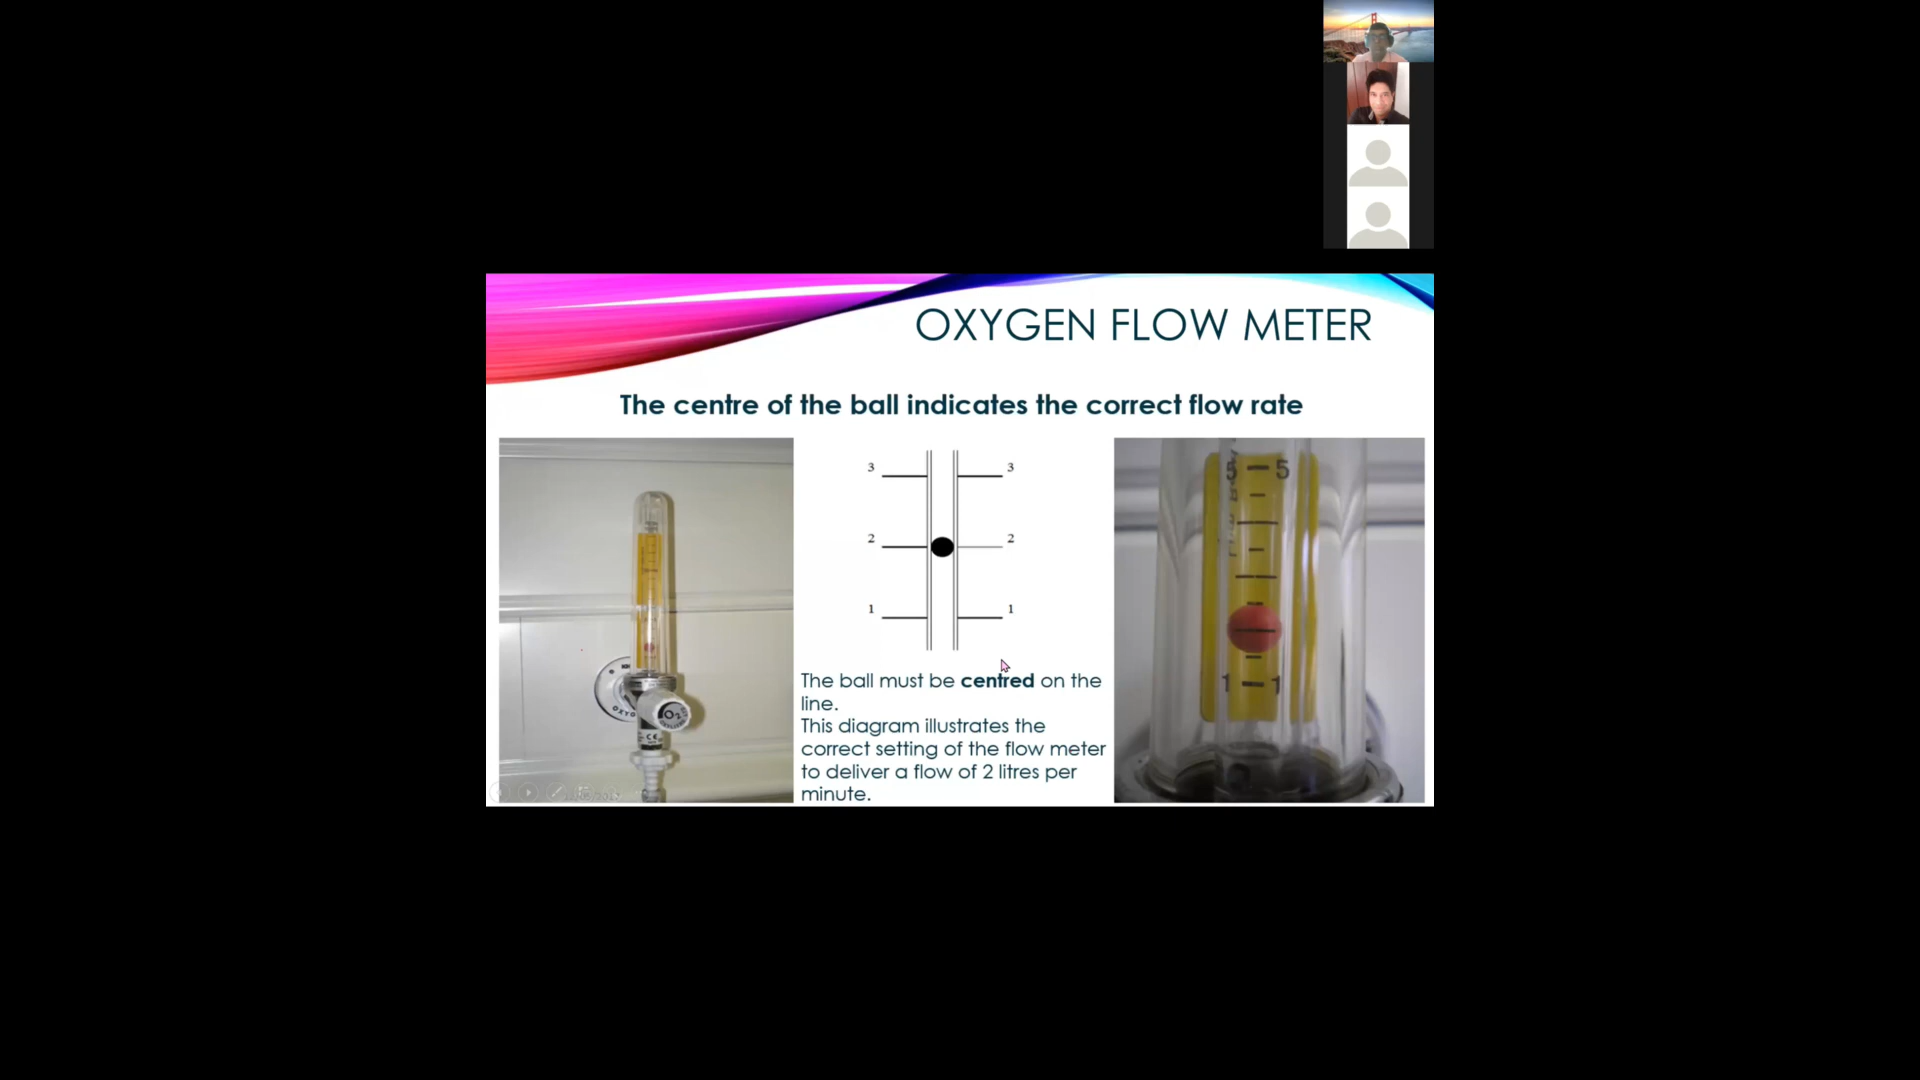 OXYGEN FLOW METER
The centre of the ball indicates the correct flow rate
3 3
2 2
1 1
The ball must be centred on the
line.
This diagram illustrates the
correct setting of the flow meter
to deliver a flow of 2 litres per
minute.
O2
CE
5
1 1